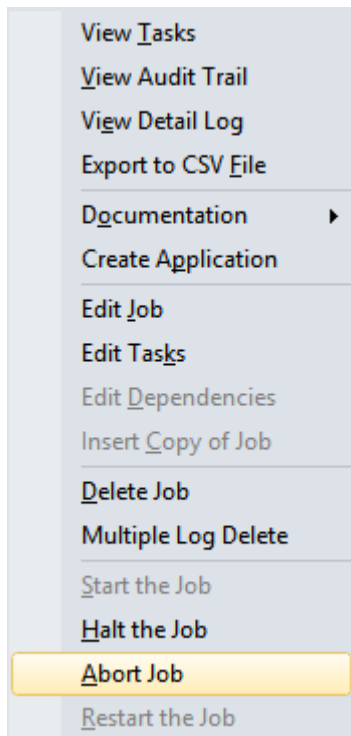 View Tasks
View Audit Trail
View Detail Log
Export to CSV File
Documentation
Create Application
Edit Job
Edit Tasks
Edit Dependencies
Insert Copy of Job
Delete Job
Multiple Log Delete
Start the Job
Halt the Job
Abort Job
Restart the Job